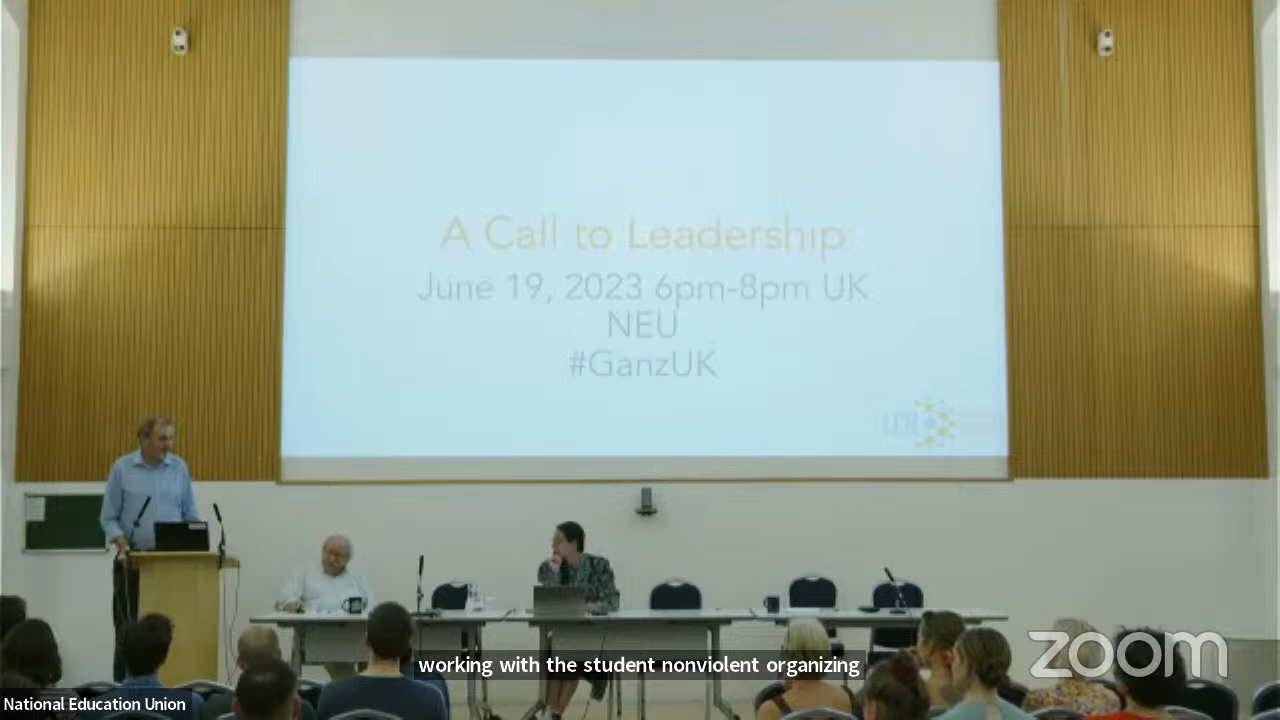 A Call to Leadership
June 19, 2023 6pm-8pm UK
NEU
#GanzUK
working with the student nonviolent organizing
zoom
National Education Union